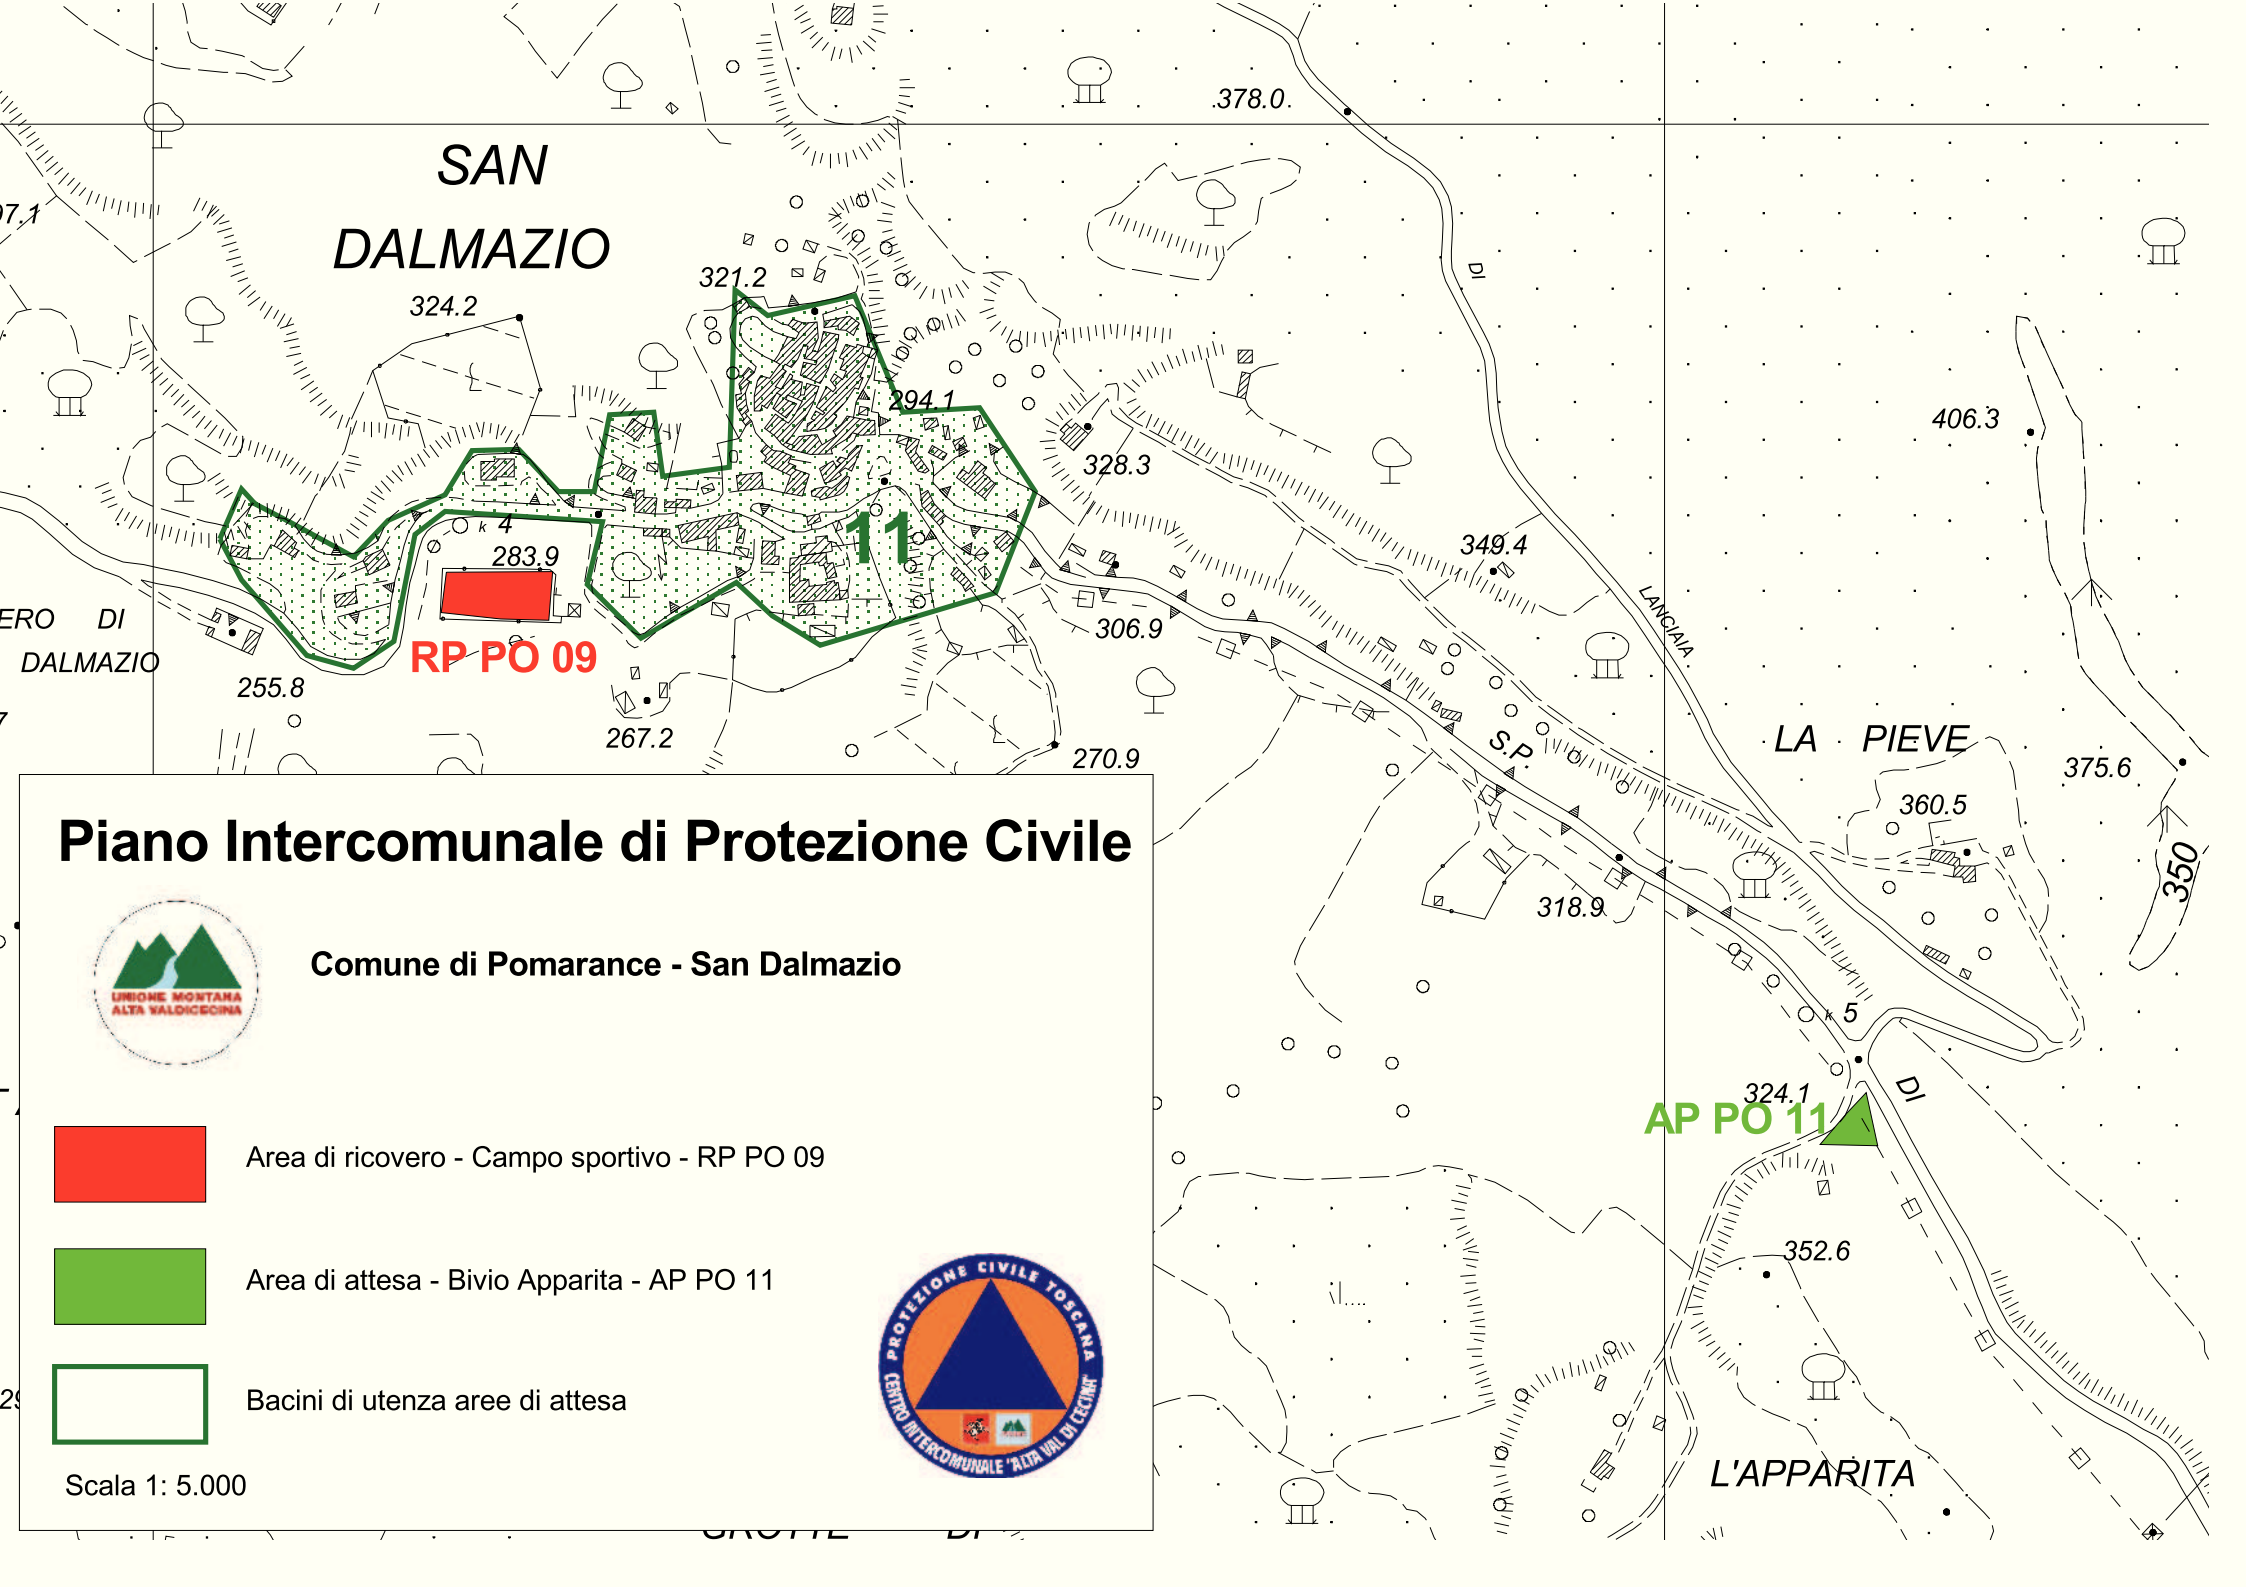 378.0
SAN
DALMAZIO
DI
321.2
324.2
294.1
406.3
328.3
k 4
11
283.9
349.4
LANCIAIA
ERO DI
306.9
RP PO 09
DALMAZIO
255.8
267.2
S.P.
LA PIEVE
270.9
375.6
360.5
350
318.9
k 5
DI
324.1
AP PO 11
352.6
L'APPARITA
Piano Intercomunale di Protezione Civile
UNIONE MONTANA
ALTA VALDICECINA
Comune di Pomarance - San Dalmazio
Area di ricovero - Campo sportivo - RP PO 09
Area di attesa - Bivio Apparita - AP PO 11
PROTEZIONE CIVILE TOSCANA
CENTRO INTERCOMUNALE "ALTA VAL DI CECINA"
Bacini di utenza aree di attesa
Scala 1: 5.000